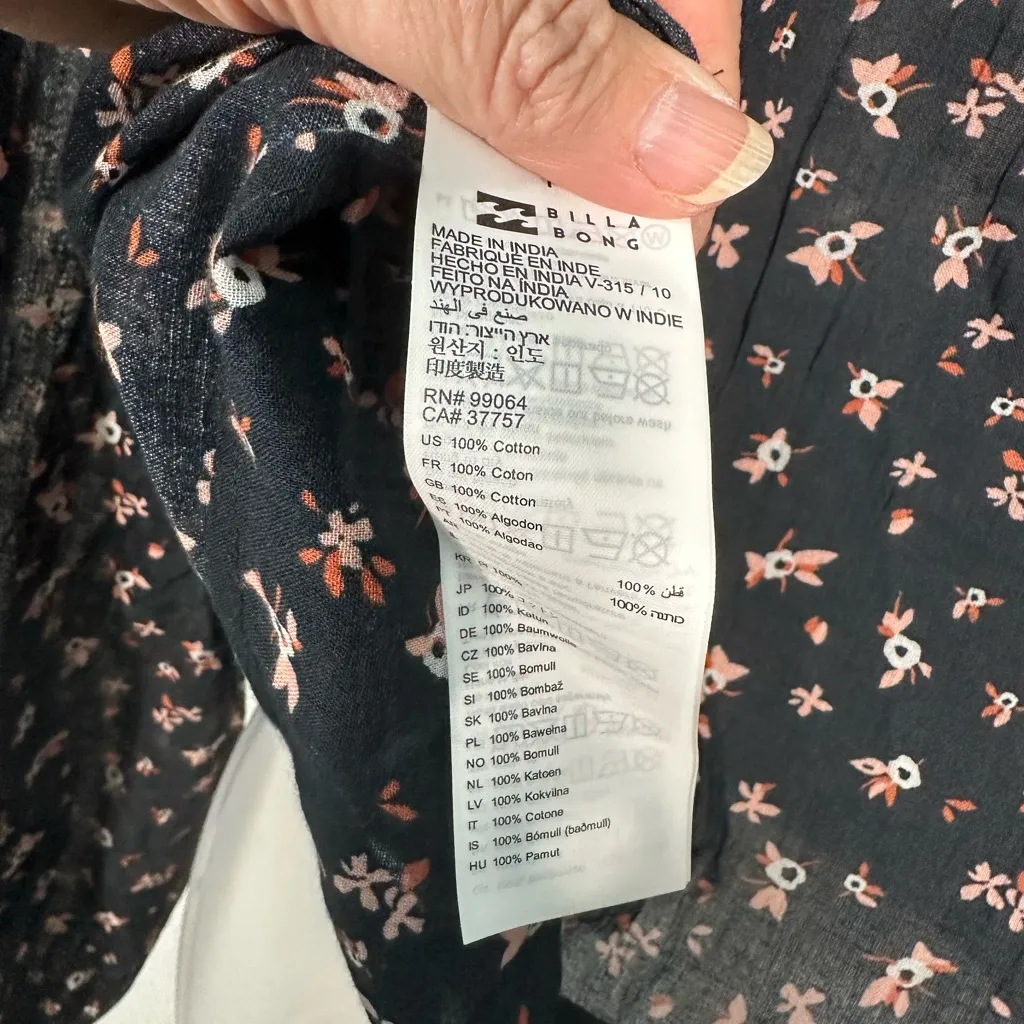 BILLA
BONG
MADE IN INDIA
FABRIQUE EN INDE
HECHO EN INDIA V-315 / 10
FEITO NA ÍNDIA
WYPRODUKOWANO W INDIE
صنع في الهند
ארץ הייצור: הודו
원산지 : 인도
印度製造
RN# 99064
CA# 37757
US 100% Cotton
FR 100% Coton
GB 100% Cotton
ES 100% Algodon
PT 100% Algodao
100% قطن
100% כותנה
KR 100%
JP 100%
ID 100% Katun
DE 100% Baumwolle
CZ 100% Bavlna
SE 100% Bomull
SI 100% Bombaž
SK 100% Bavlna
PL 100% Bawełna
NO 100% Bomull
NL 100% Katoen
LV 100% Kokvilna
IT 100% Cotone
IS 100% Bómull (baðmull)
HU 100% Pamut